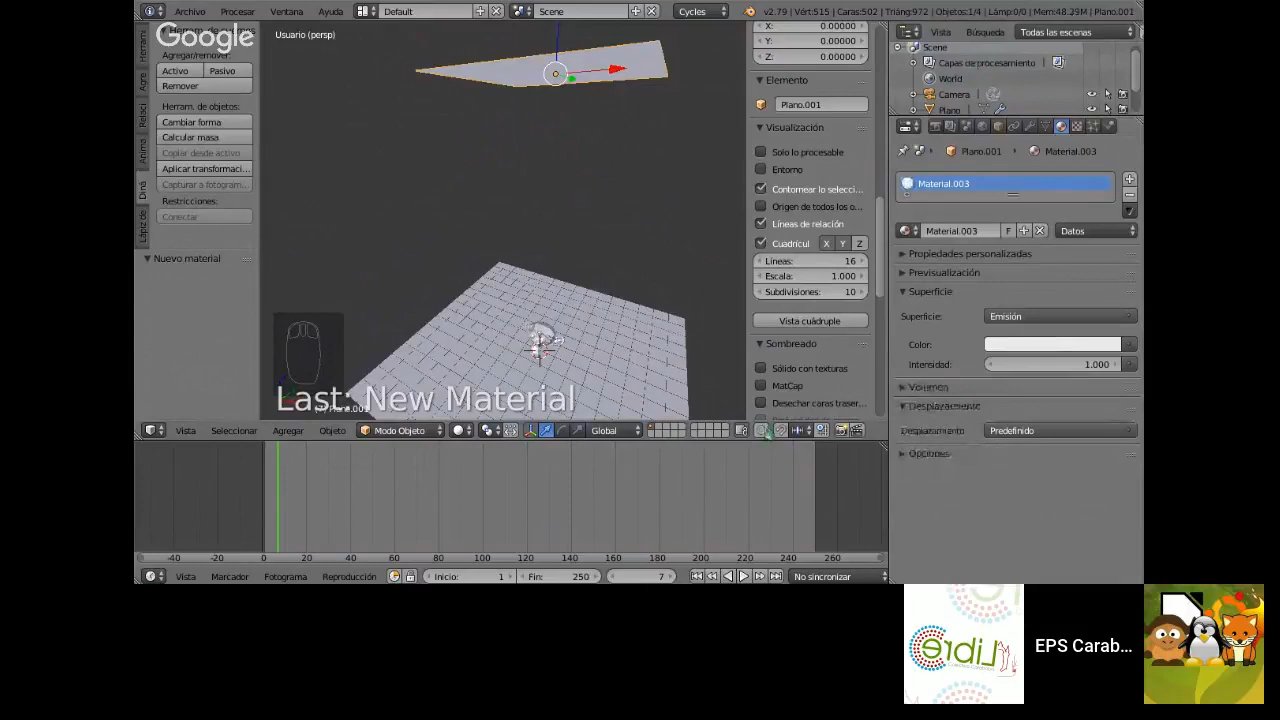 Archivo Procesar Ventana Ayuda Default Scene Cycles v2.79 | Vért:515 | Caras:502 | Triáng:972 | Objetos:1/4 | Lámp:0/0 | Mem:48.29M | Plano.001
Google
Agregar/remover:
Activo Pasivo
Remover
Herram. de objetos:
Cambiar forma
Calcular masa
Copiar desde activo
Aplicar transformaci...
Capturar a fotogram...
Restricciones:
Conectar
Nuevo material
Usuario (persp)
Last: New Material
X: 0.00000
Y: 0.00000
Z: 0.00000
Elemento
Plano.001
Visualización
Solo lo procesable
Entorno
Contornear lo selecci...
Origen de todos los o...
Líneas de relación
Cuadrícul X Y Z
Líneas: 16
Escala: 1.000
Subdivisiones: 10
Vista cuádruple
Sombreado
Sólido con texturas
MatCap
Desechar caras traser...
Vista Búsqueda Todas las escenas
Scene
Capas de procesamiento
World
Camara
Plano
Plano.001 Material.003
Material.003
Material.003 F Datos
Propiedades personalizadas
Previsualización
Superficie
Superficie: Emisión
Color:
Intensidad: 1.000
Volumen
Desplazamiento
Desplazamiento: Predefinido
Opciones
Vista Seleccionar Agregar Objeto Modo Objeto Global
-40 -20 0 20 40 60 80 100 120 140 160 180 200 220 240 260
Vista Marcador Fotograma Reproducción Inicio: 1 Fin: 250 7 No sincronizar
EPS Carab...